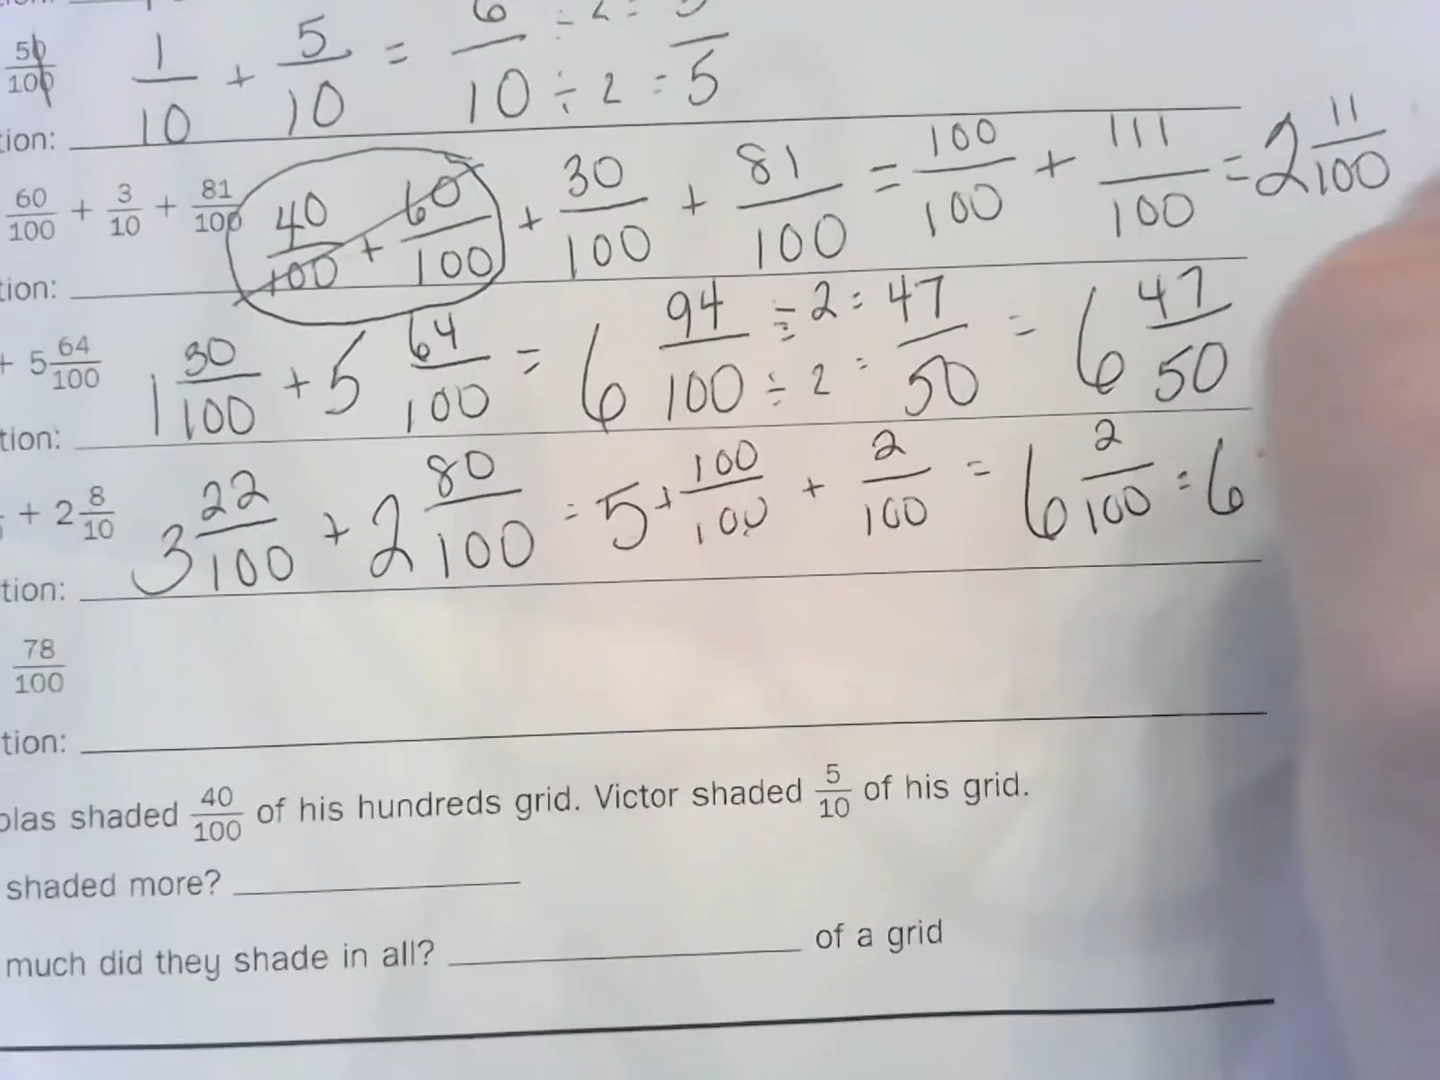 50/100 1/10 + 5/10 = 6/10 ÷ 2 = /5
tion:
60/100 + 3/10 + 81/100 40/100 + 60/100 + 30/100 + 81/100 = 100/100 + 111/100 = 2 11/100
tion:
+ 5 64/100 1 30/100 + 5 64/100 = 6 94/100 ÷ 2 = 47/50 = 6 47/50
tion:
+ 2 8/10 3 22/100 + 2 80/100 = 5 + 100/100 + 2/100 = 6 2/100 = 6
tion:
78/100
tion:
olas shaded 40/100 of his hundreds grid. Victor shaded 5/10 of his grid.
shaded more?
much did they shade in all? of a grid